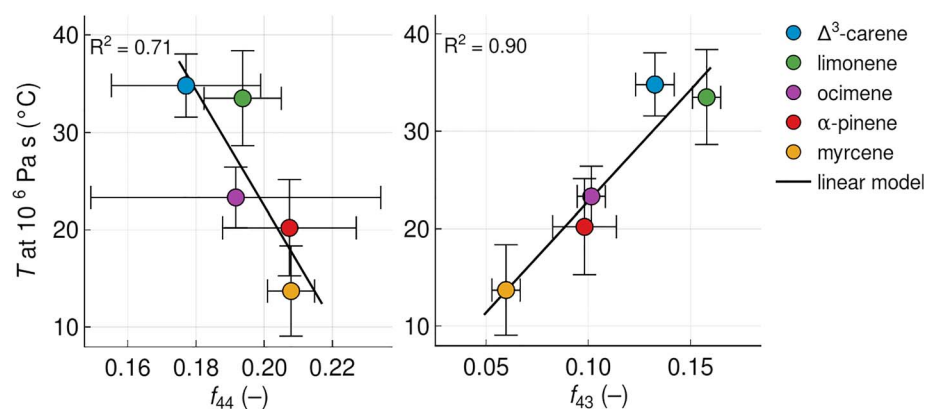 R² = 0.71
T at 10⁶ Pa s (°C)
40
30
20
10
0.16 0.18 0.20 0.22
f₄₄ (–)
R² = 0.90
40
30
20
10
0.05 0.10 0.15
f₄₃ (–)
Δ³-carene
limonene
ocimene
α-pinene
myrcene
linear model